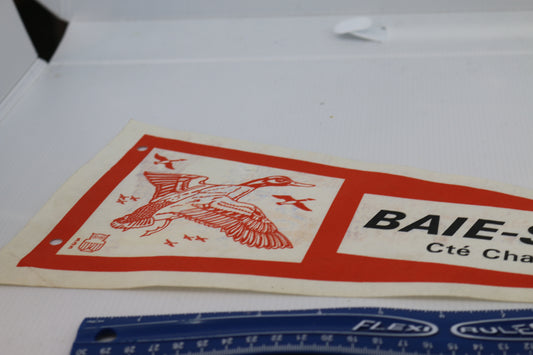 BAIE-S
Cté Cha
FLEXI RULE